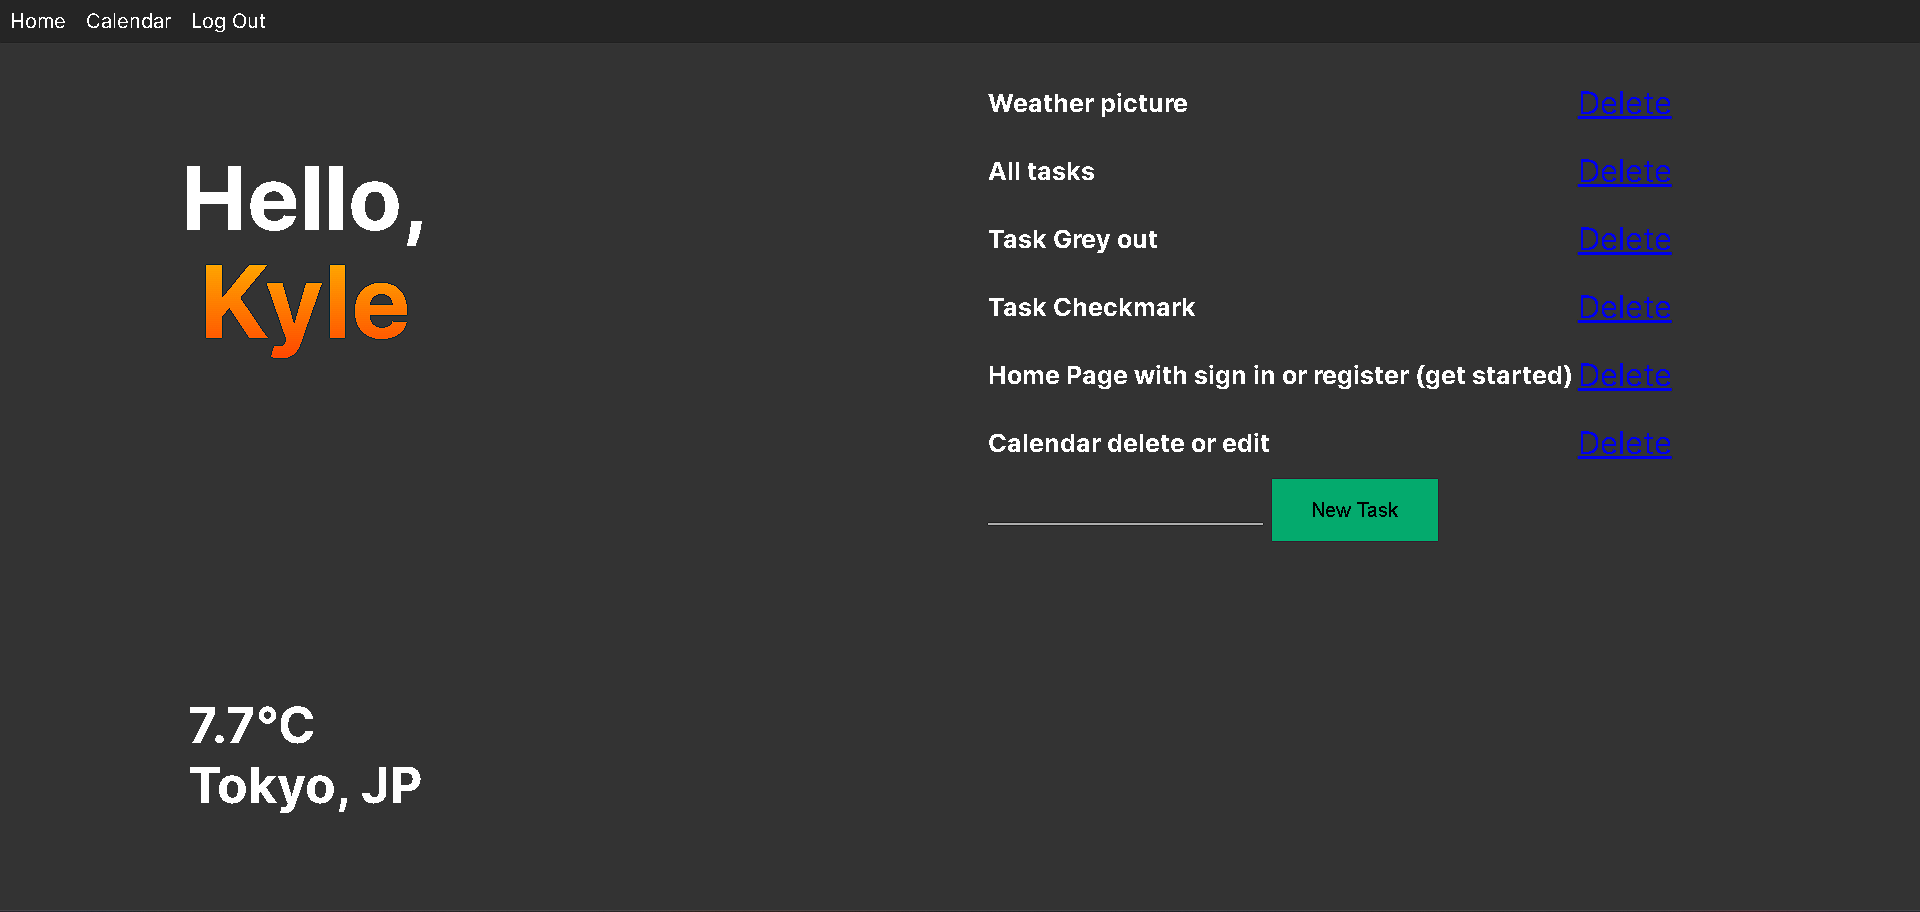 Home Calendar Log Out
Hello,
Kyle
7.7°C
Tokyo, JP
Weather picture Delete
All tasks Delete
Task Grey out Delete
Task Checkmark Delete
Home Page with sign in or register (get started) Delete
Calendar delete or edit Delete
New Task